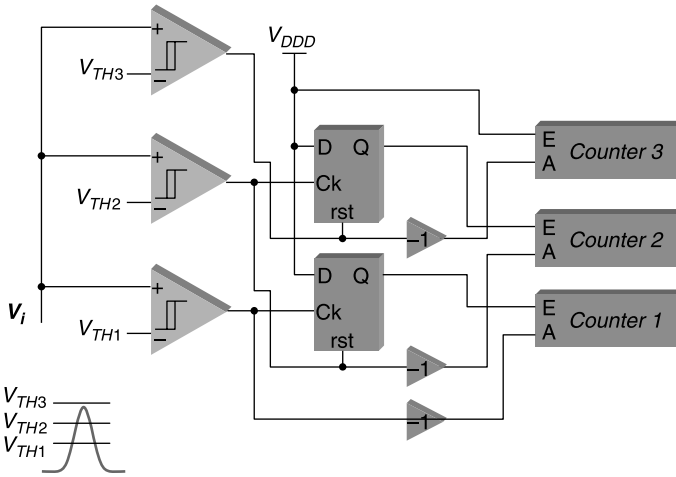 V_DDD
+
V_TH3
−
D Q
Ck
rst
E
A
Counter 3
−1
+
V_TH2
−
E
A
Counter 2
D Q
Ck
rst
−1
E
A
Counter 1
+
V_i
V_TH1
−
−1
V_TH3
V_TH2
V_TH1